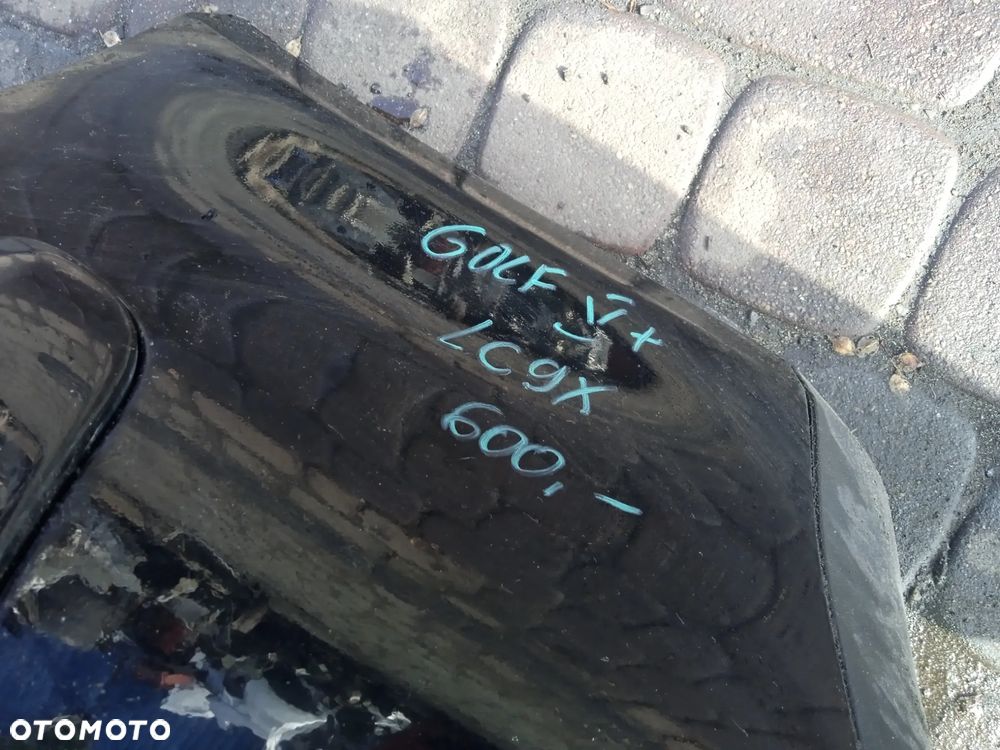 GOLF VI+
LC9X
600,-
OTOMOTO